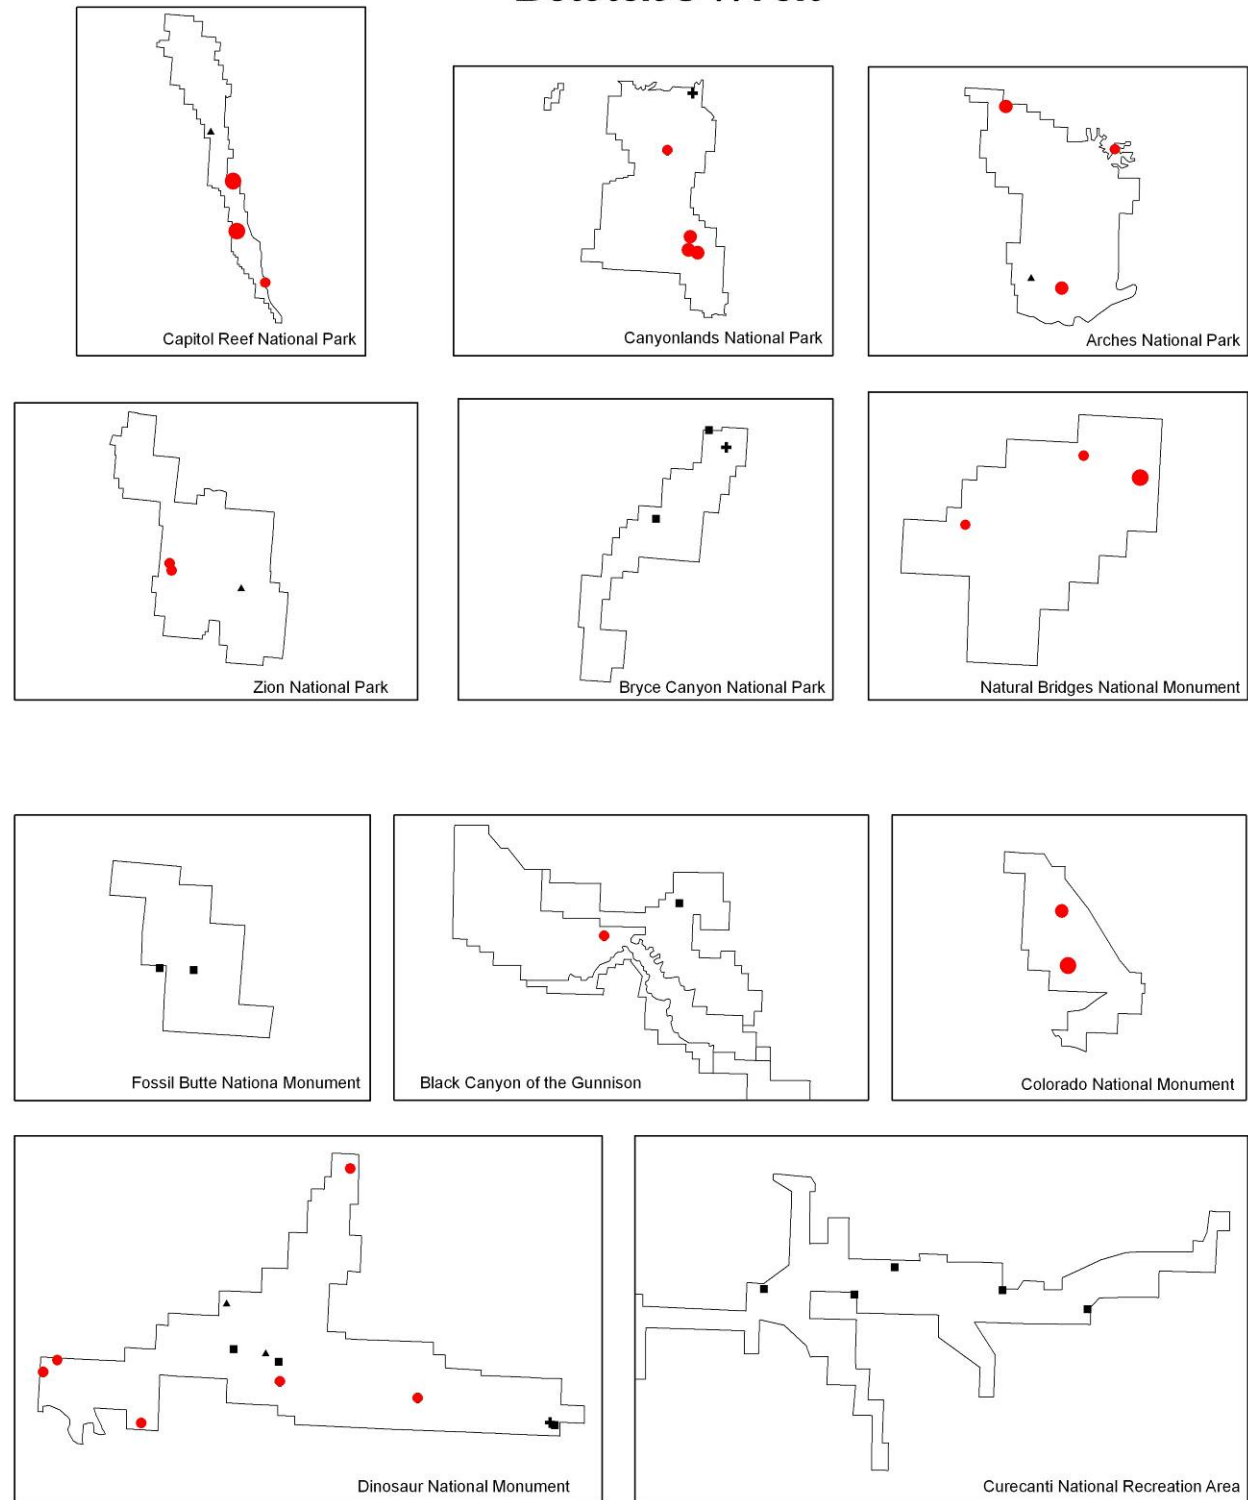 Capitol Reef National Park
Canyonlands National Park
Arches National Park
Zion National Park
Bryce Canyon National Park
Natural Bridges National Monument
Fossil Butte Nationa Monument
Black Canyon of the Gunnison
Colorado National Monument
Dinosaur National Monument
Curecanti National Recreation Area